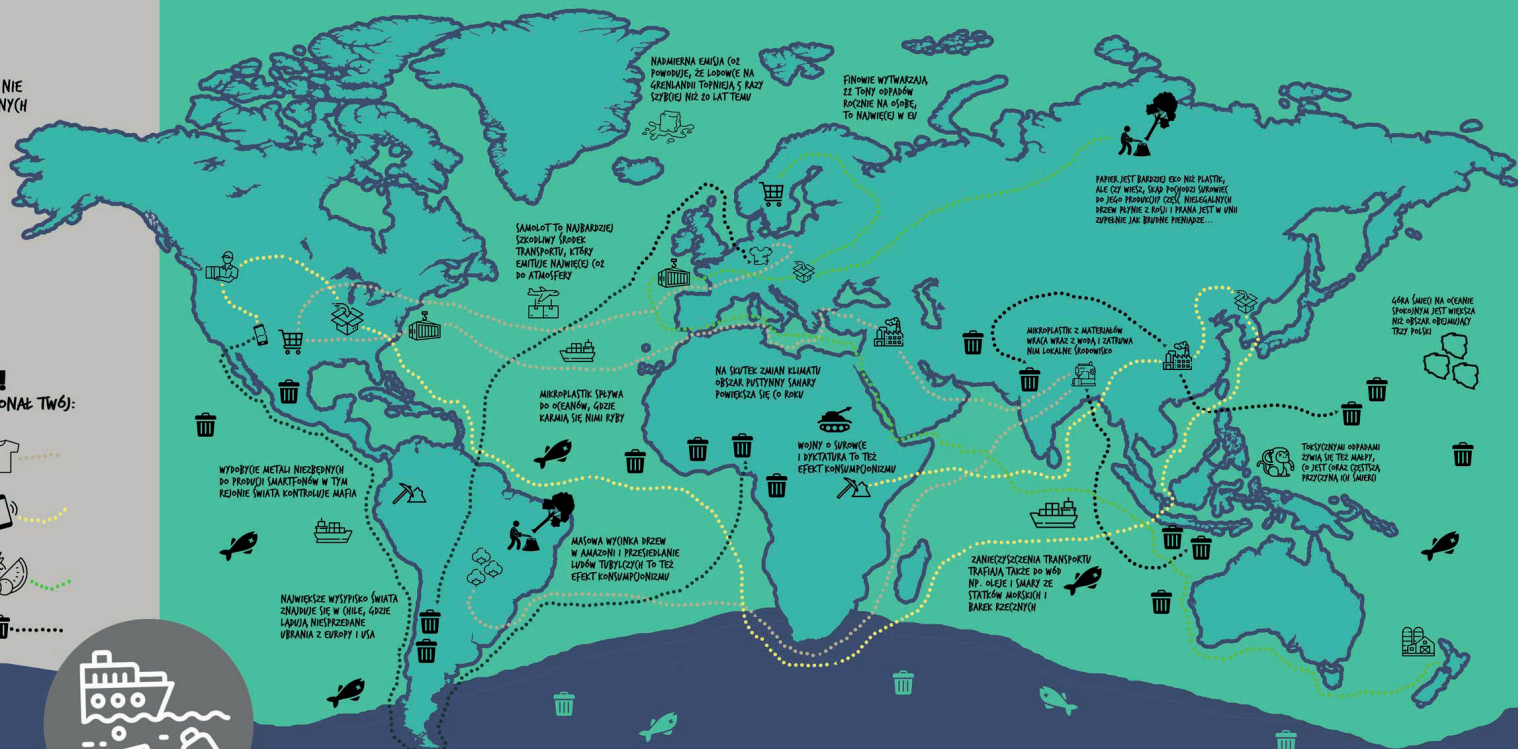 NIE
NYCH
!
ONAŁ TWÓJ:
NADMIERNA EMISJA CO2
POWODUJE, ŻE LODOWCE NA
GRENLANDII TOPNIEJĄ 5 RAZY
SZYBCIEJ NIŻ 20 LAT TEMU
FINOWIE WYTWARZAJĄ
22 TONY ODPADÓW
ROCZNIE NA OSOBĘ,
TO NAJWIĘCEJ W EU
PAPIER JEST BARDZIEJ EKO NIŻ PLASTIK,
ALE CZY WIESZ, SKĄD POCHODZI SUROWIEC
DO JEGO PRODUKCJI? CZĘŚĆ NIELEGALNYCH
DRZEW PŁYNIE Z ROSJI I PRANA JEST W UNII
ZUPEŁNIE JAK BRUDNE PIENIĄDZE...
SAMOLOT TO NAJBARDZIEJ
SZKODLIWY ŚRODEK
TRANSPORTU, KTÓRY
EMITUJE NAJWIĘCEJ CO2
DO ATMOSFERY
GÓRA ŚMIECI NA OCEANIE
SPOKOJNYM JEST WIĘKSZA
NIŻ OBSZAR OBEJMUJĄCY
TRZY POLSKI
MIKROPLASTIK Z MATERIAŁÓW
WRACA WRAZ Z WODĄ I ZATRUWA
NIM LOKALNE ŚRODOWISKO
NA SKUTEK ZMIAN KLIMATU
OBSZAR PUSTYNNY SAHARY
POWIĘKSZA SIĘ CO ROKU
MIKROPLASTIK SPŁYWA
DO OCEANÓW, GDZIE
KARMIĄ SIĘ NIMI RYBY
WOJNY O SUROWCE
I DYKTATURA TO TEŻ
EFEKT KONSUMPCJONIZMU
TOKSYCZNYMI ODPADAMI
ŻYWIĄ SIĘ TEŻ MAŁPY,
CO JEST CORAZ CZĘSTSZĄ
PRZYCZYNĄ ICH ŚMIERCI
WYDOBYCIE METALI NIEZBĘDNYCH
DO PRODUCJI SMARTFONÓW W TYM
REJONIE ŚWIATA KONTROLUJE MAFIA
MASOWA WYCINKA DRZEW
W AMAZONI I PRZESIEDLANIE
LUDÓW TUBYLCZYCH TO TEŻ
EFEKT KONSUMPCJONIZMU
ZANIECZYSZCZENIA TRANSPORTU
TRAFIAJĄ TAKŻE DO WÓD
NP. OLEJE I SMARY ZE
STATKÓW MORSKICH I
BAREK RZECZNYCH
NAJWIĘKSZE WYSYPISKO ŚWIATA
ZNAJDUJE SIĘ W CHILE, GDZIE
LĄDUJĄ NIESPRZEDANE
UBRANIA Z EUROPY I USA